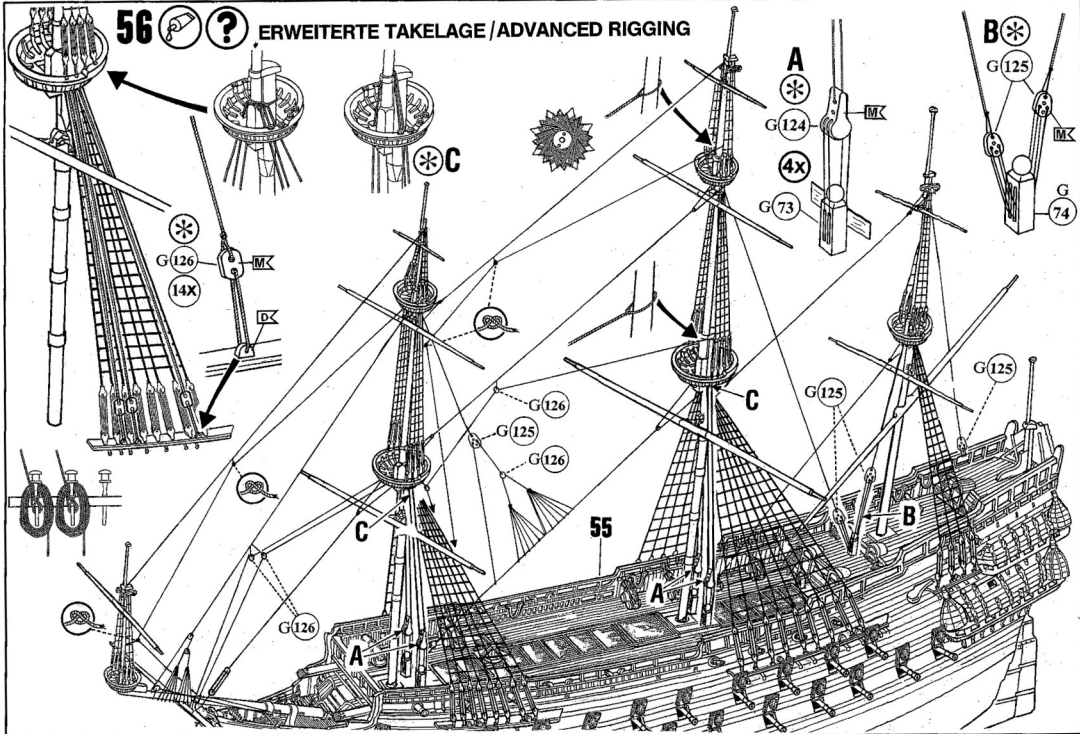 56 ? ERWEITERTE TAKELAGE/ADVANCED RIGGING
A
*
G 124
M
4x
G 73
B *
G 125
M
G
74
* C
*
G 126
M
14x
D
G 126
G 125
G 126
C
G 125
G 125
C
55
B
A
G 126
A